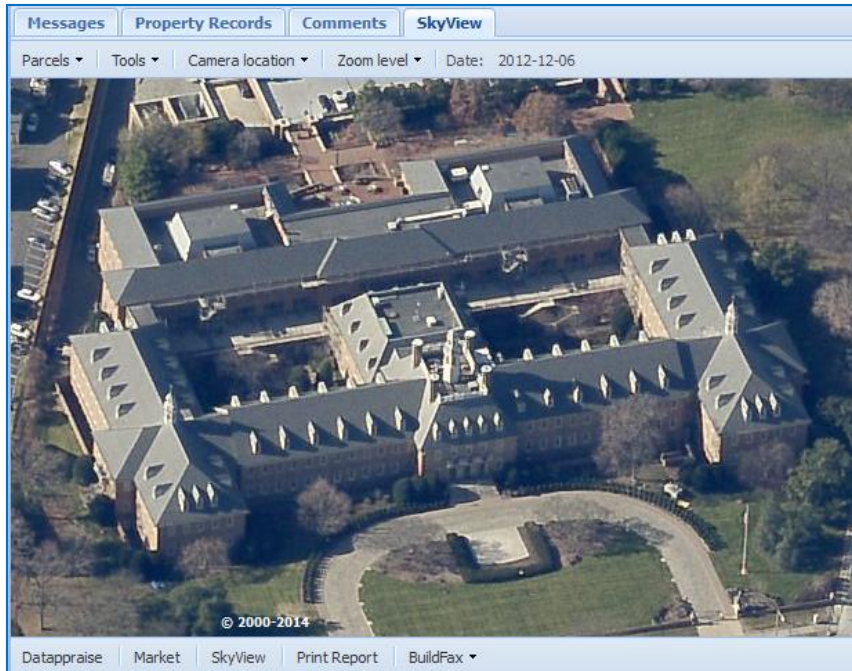 Messages Property Records Comments SkyView
Parcels Tools Camera location Zoom level Date: 2012-12-06
© 2000-2014
Datappraise Market SkyView Print Report BuildFax